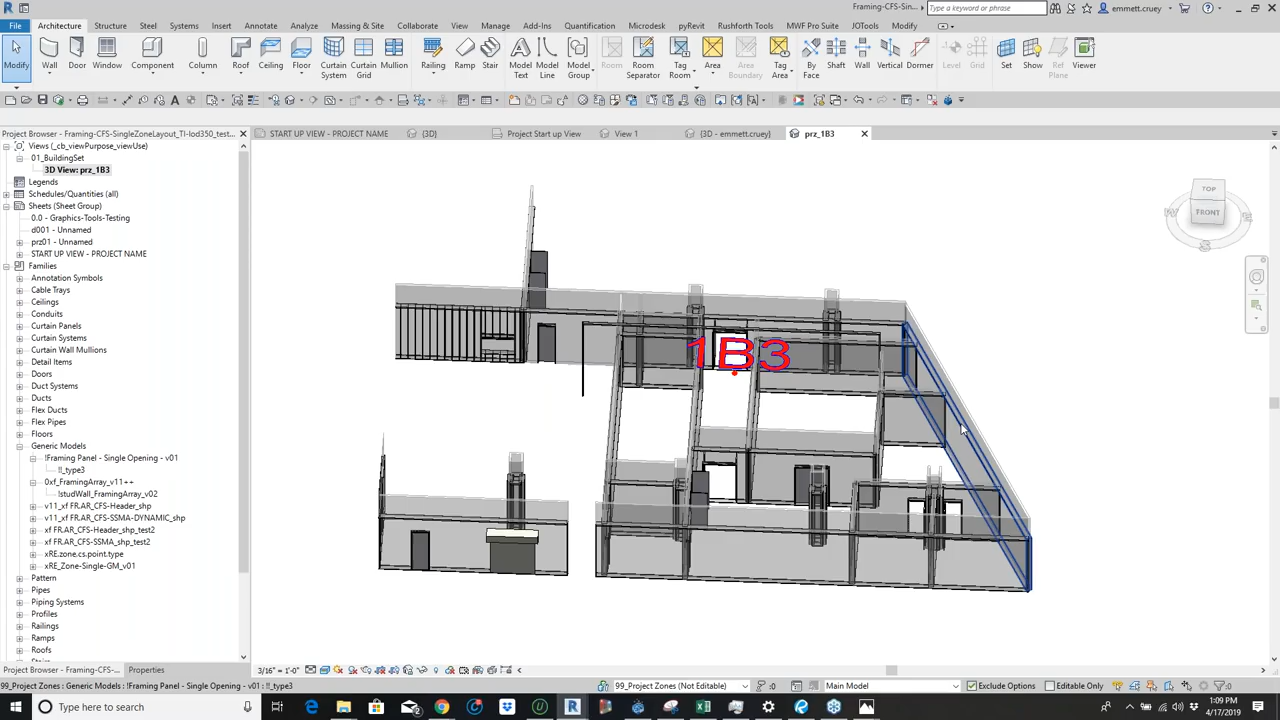 Framing-CFS-Sin...
Type a keyword or phrase
emmett.cruey
File Architecture Structure Steel Systems Insert Annotate Analyze Massing & Site Collaborate View Manage Add-Ins Quantification Microdesk pyRevit Rushforth Tools MWF Pro Suite JOTools Modify
Modify Wall Door Window Component Column Roof Ceiling Floor Curtain System Curtain Grid Mullion Railing Ramp Stair Model Text Model Line Model Group Room Room Separator Tag Room Area Area Boundary Tag Area By Face Shaft Wall Vertical Dormer Level Grid Set Show Ref Plane Viewer
Project Browser - Framing-CFS-SingleZoneLayout_TI-lod350_test...
START UP VIEW - PROJECT NAME
{3D}
Project Start up View
View 1
{3D - emmett.cruey}
prz_1B3
Views (_cb_viewPurpose_viewUse)
01_BuildingSet
3D View: prz_1B3
Legends
Schedules/Quantities (all)
Sheets (Sheet Group)
0.0 - Graphics-Tools-Testing
d001 - Unnamed
prz01 - Unnamed
START UP VIEW - PROJECT NAME
Families
Annotation Symbols
Cable Trays
Ceilings
Conduits
Curtain Panels
Curtain Systems
Curtain Wall Mullions
Detail Items
Doors
Duct Systems
Ducts
Flex Ducts
Flex Pipes
Floors
Generic Models
!Framing Panel - Single Opening - v01
!!_type3
0xf_FramingArray_v11++
!studWall_FramingArray_v02
v11_xf FR.AR_CFS-Header_shp
v11_xf FR.AR_CFS-SSMA-DYNAMIC_shp
xf FR.AR_CFS-Header_shp_test2
xf FR.AR_CFS-SSMA_shp_test2
xRE.zone.cs.point.type
xRE_Zone-Single-GM_v01
Pattern
Pipes
Piping Systems
Profiles
Railings
Ramps
Roofs
TOP
FRONT
S
1B3
Project Browser - Framing-CFS-Sin...
Properties
3/16" = 1'-0"
99_Project Zones : Generic Models : !Framing Panel - Single Opening - v01 : !!_type3
99_Project Zones (Not Editable)
:0
Main Model
Exclude Options
Editable Only
:0
Type here to search
1:09 PM
4/17/2019